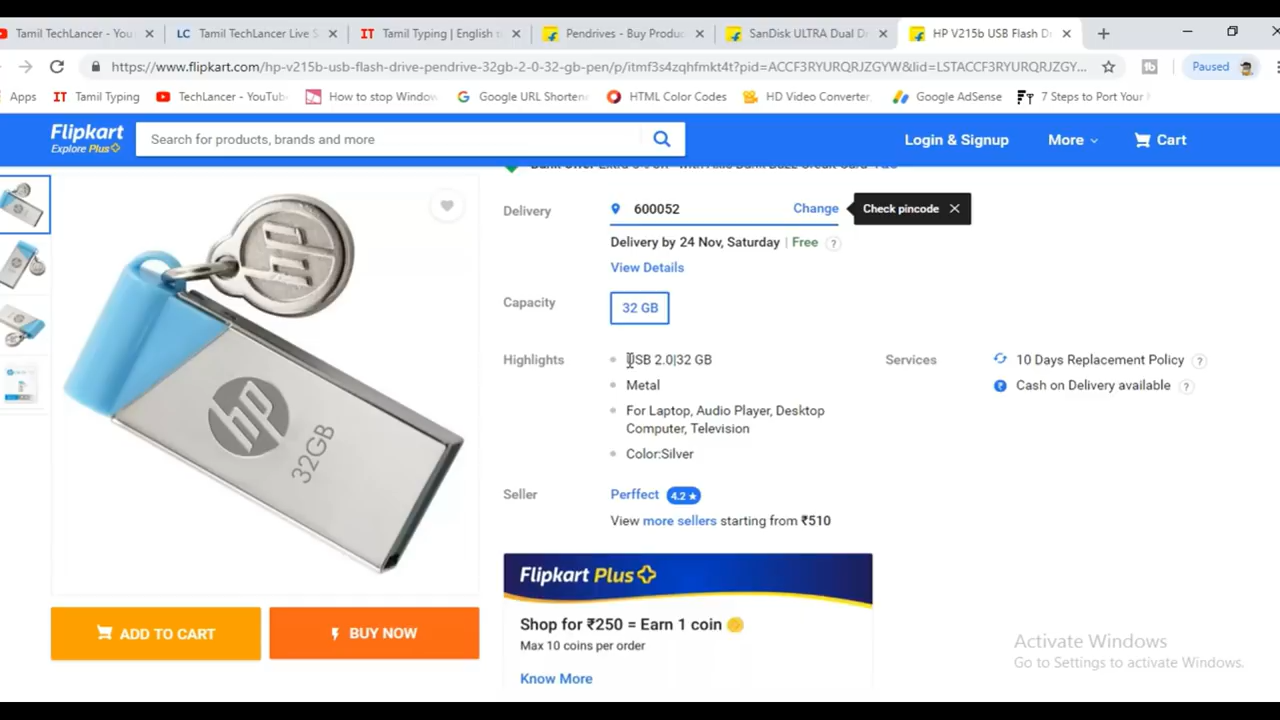 Tamil TechLancer - You
LC Tamil TechLancer Live S
IT Tamil Typing | English t
Pendrives - Buy Produc
SanDisk ULTRA Dual D
HP V215b USB Flash Dr
https://www.flipkart.com/hp-v215b-usb-flash-drive-pendrive-32gb-2-0-32-gb-pen/p/itmf3s4zqhfmkt4t?pid=ACCF3RYURQRJZGYW&lid=LSTACCF3RYURQRJZGY...
Paused
Apps
IT Tamil Typing
TechLancer - YouTub
How to stop Window
Google URL Shortene
HTML Color Codes
HD Video Converter
Google AdSense
7 Steps to Port Your
Flipkart
Explore Plus
Search for products, brands and more
Login & Signup
More
Cart
Delivery
600052
Change
Check pincode
Delivery by 24 Nov, Saturday | Free ?
View Details
Capacity
32 GB
Highlights
USB 2.0|32 GB
Metal
For Laptop, Audio Player, Desktop
Computer, Television
Color:Silver
Services
10 Days Replacement Policy ?
Cash on Delivery available ?
Seller
Perffect 4.2 ★
View more sellers starting from ₹510
Flipkart Plus
Shop for ₹250 = Earn 1 coin
Max 10 coins per order
Know More
hp
hp
32GB
ADD TO CART
BUY NOW
Activate Windows
Go to Settings to activate Windows.